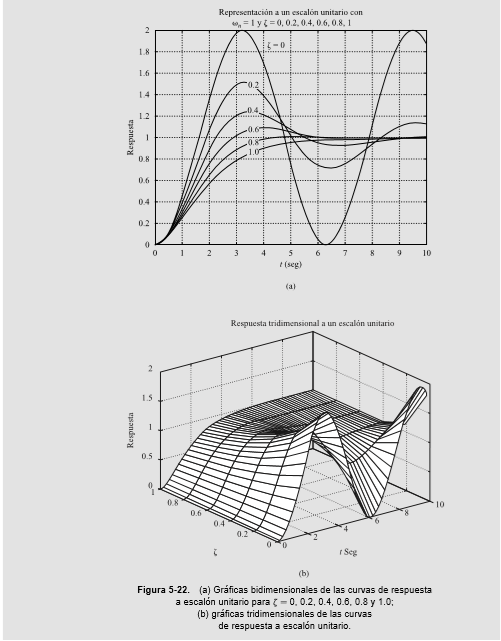 Representación a un escalón unitario con
ωn = 1 y ζ = 0, 0.2, 0.4, 0.6, 0.8, 1
2
ζ = 0
1.8
1.6
0.2
1.4
0.4
1.2
0.6
Respuesta
1
0.8
0.8
1.0
0.6
0.4
0.2
0
0 1 2 3 4 5 6 7 8 9 10
t (seg)
(a)
Respuesta tridimensional a un escalón unitario
2
1.5
Respuesta
1
0.5
0
1
0.8
0.6
0.4
0.2
0
0
2
4
6
8
10
ζ
t Seg
(b)
Figura 5-22. (a) Gráficas bidimensionales de las curvas de respuesta
a escalón unitario para ζ = 0, 0.2, 0.4, 0.6, 0.8 y 1.0;
(b) gráficas tridimensionales de las curvas
de respuesta a escalón unitario.